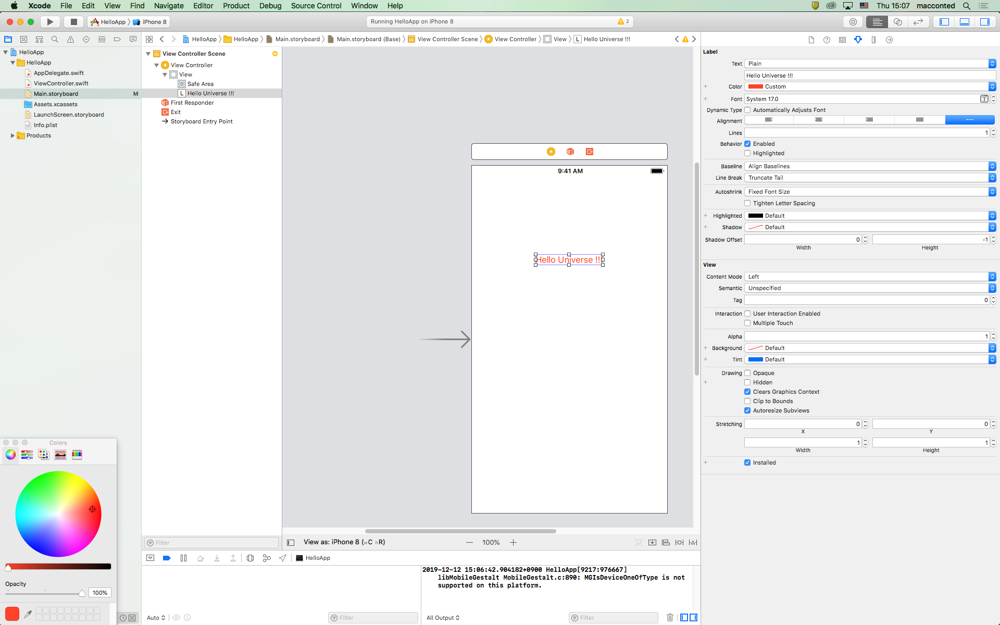 Xcode File Edit View Find Navigate Editor Product Debug Source Control Window Help Thu 15:07 macconted
HelloApp iPhone 8
Running HelloApp on iPhone 8
2
HelloApp HelloApp Main.storyboard Main.storyboard (Base) View Controller Scene View Controller View L Hello Universe !!!
HelloApp
HelloApp
AppDelegate.swift
ViewController.swift
Main.storyboard M
Assets.xcassets
LaunchScreen.storyboard
Info.plist
Products
View Controller Scene
View Controller
View
Safe Area
L Hello Universe !!!
First Responder
Exit
Storyboard Entry Point
9:41 AM
Hello Universe !!
Label
Text Plain
Hello Universe !!!
Color Custom
Font System 17.0 T
Dynamic Type Automatically Adjusts Font
Alignment
Lines 1
Behavior Enabled
Highlighted
Baseline Align Baselines
Line Break Truncate Tail
Autoshrink Fixed Font Size
Tighten Letter Spacing
Highlighted Default
Shadow Default
Shadow Offset 0 -1
Width Height
View
Content Mode Left
Semantic Unspecified
Tag 0
Interaction User Interaction Enabled
Multiple Touch
Alpha 1
Background Default
Tint Default
Drawing Opaque
Hidden
Clears Graphics Context
Clip to Bounds
Autoresize Subviews
Stretching 0 0
X Y
1 1
Width Height
Installed
Colors
Opacity
100%
Filter
View as: iPhone 8 (wC hR)
100%
HelloApp
2019-12-12 15:06:42.904182+0900 HelloApp[9217:976667]
libMobileGestalt MobileGestalt.c:890: MGIsDeviceOneOfType is not
supported on this platform.
Auto
Filter
All Output
Filter